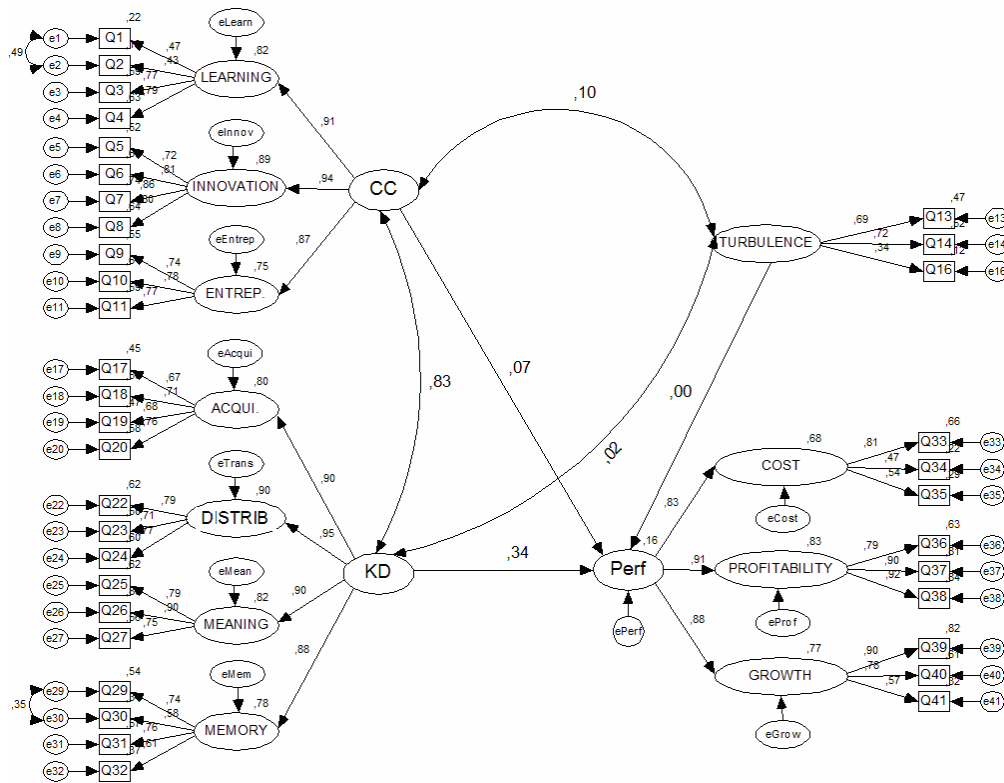 eLearn
,22
e1
Q1
,47
,82
,49
e2
Q2
,43
LEARNING
e3
Q3
,77
,79
e4
Q4
,52
,91
,10
e5
Q5
eInnov
,72
,89
e6
Q6
,81
INNOVATION
,94
CC
e7
Q7
,86
e8
Q8
,64
,55
,87
e9
Q9
eEntrep
,74
,75
e10
Q10
,78
ENTREP.
e11
Q11
,77
,47
Q13
e13
,69
TURBULENCE
,72
Q14
e14
,34
,12
Q16
e16
,45
e17
Q17
eAcqui
,67
,80
e18
Q18
,71
ACQUI.
e19
Q19
,68
,76
e20
Q20
,07
,83
,00
,02
,62
e22
Q22
eTrans
,79
,90
e23
Q23
,71
DISTRIB
,95
e24
Q24
,77
,60
,62
,90
e25
Q25
eMean
,79
,82
e26
Q26
,90
MEANING
,90
e27
Q27
,75
KD
,34
,88
,54
e29
Q29
eMem
,74
,78
,35
e30
Q30
,58
MEMORY
e31
Q31
,76
,61
e32
Q32
,37
,66
,68
,81
Q33
e33
COST
,47
Q34
e34
,54
Q35
e35
eCost
,83
,16
Perf
ePerf
,63
,83
,79
Q36
e36
,91
PROFITABILITY
,90
Q37
e37
,92
Q38
e38
eProf
,88
,82
,77
,90
Q39
e39
GROWTH
,78
Q40
e40
,57
Q41
e41
eGrow